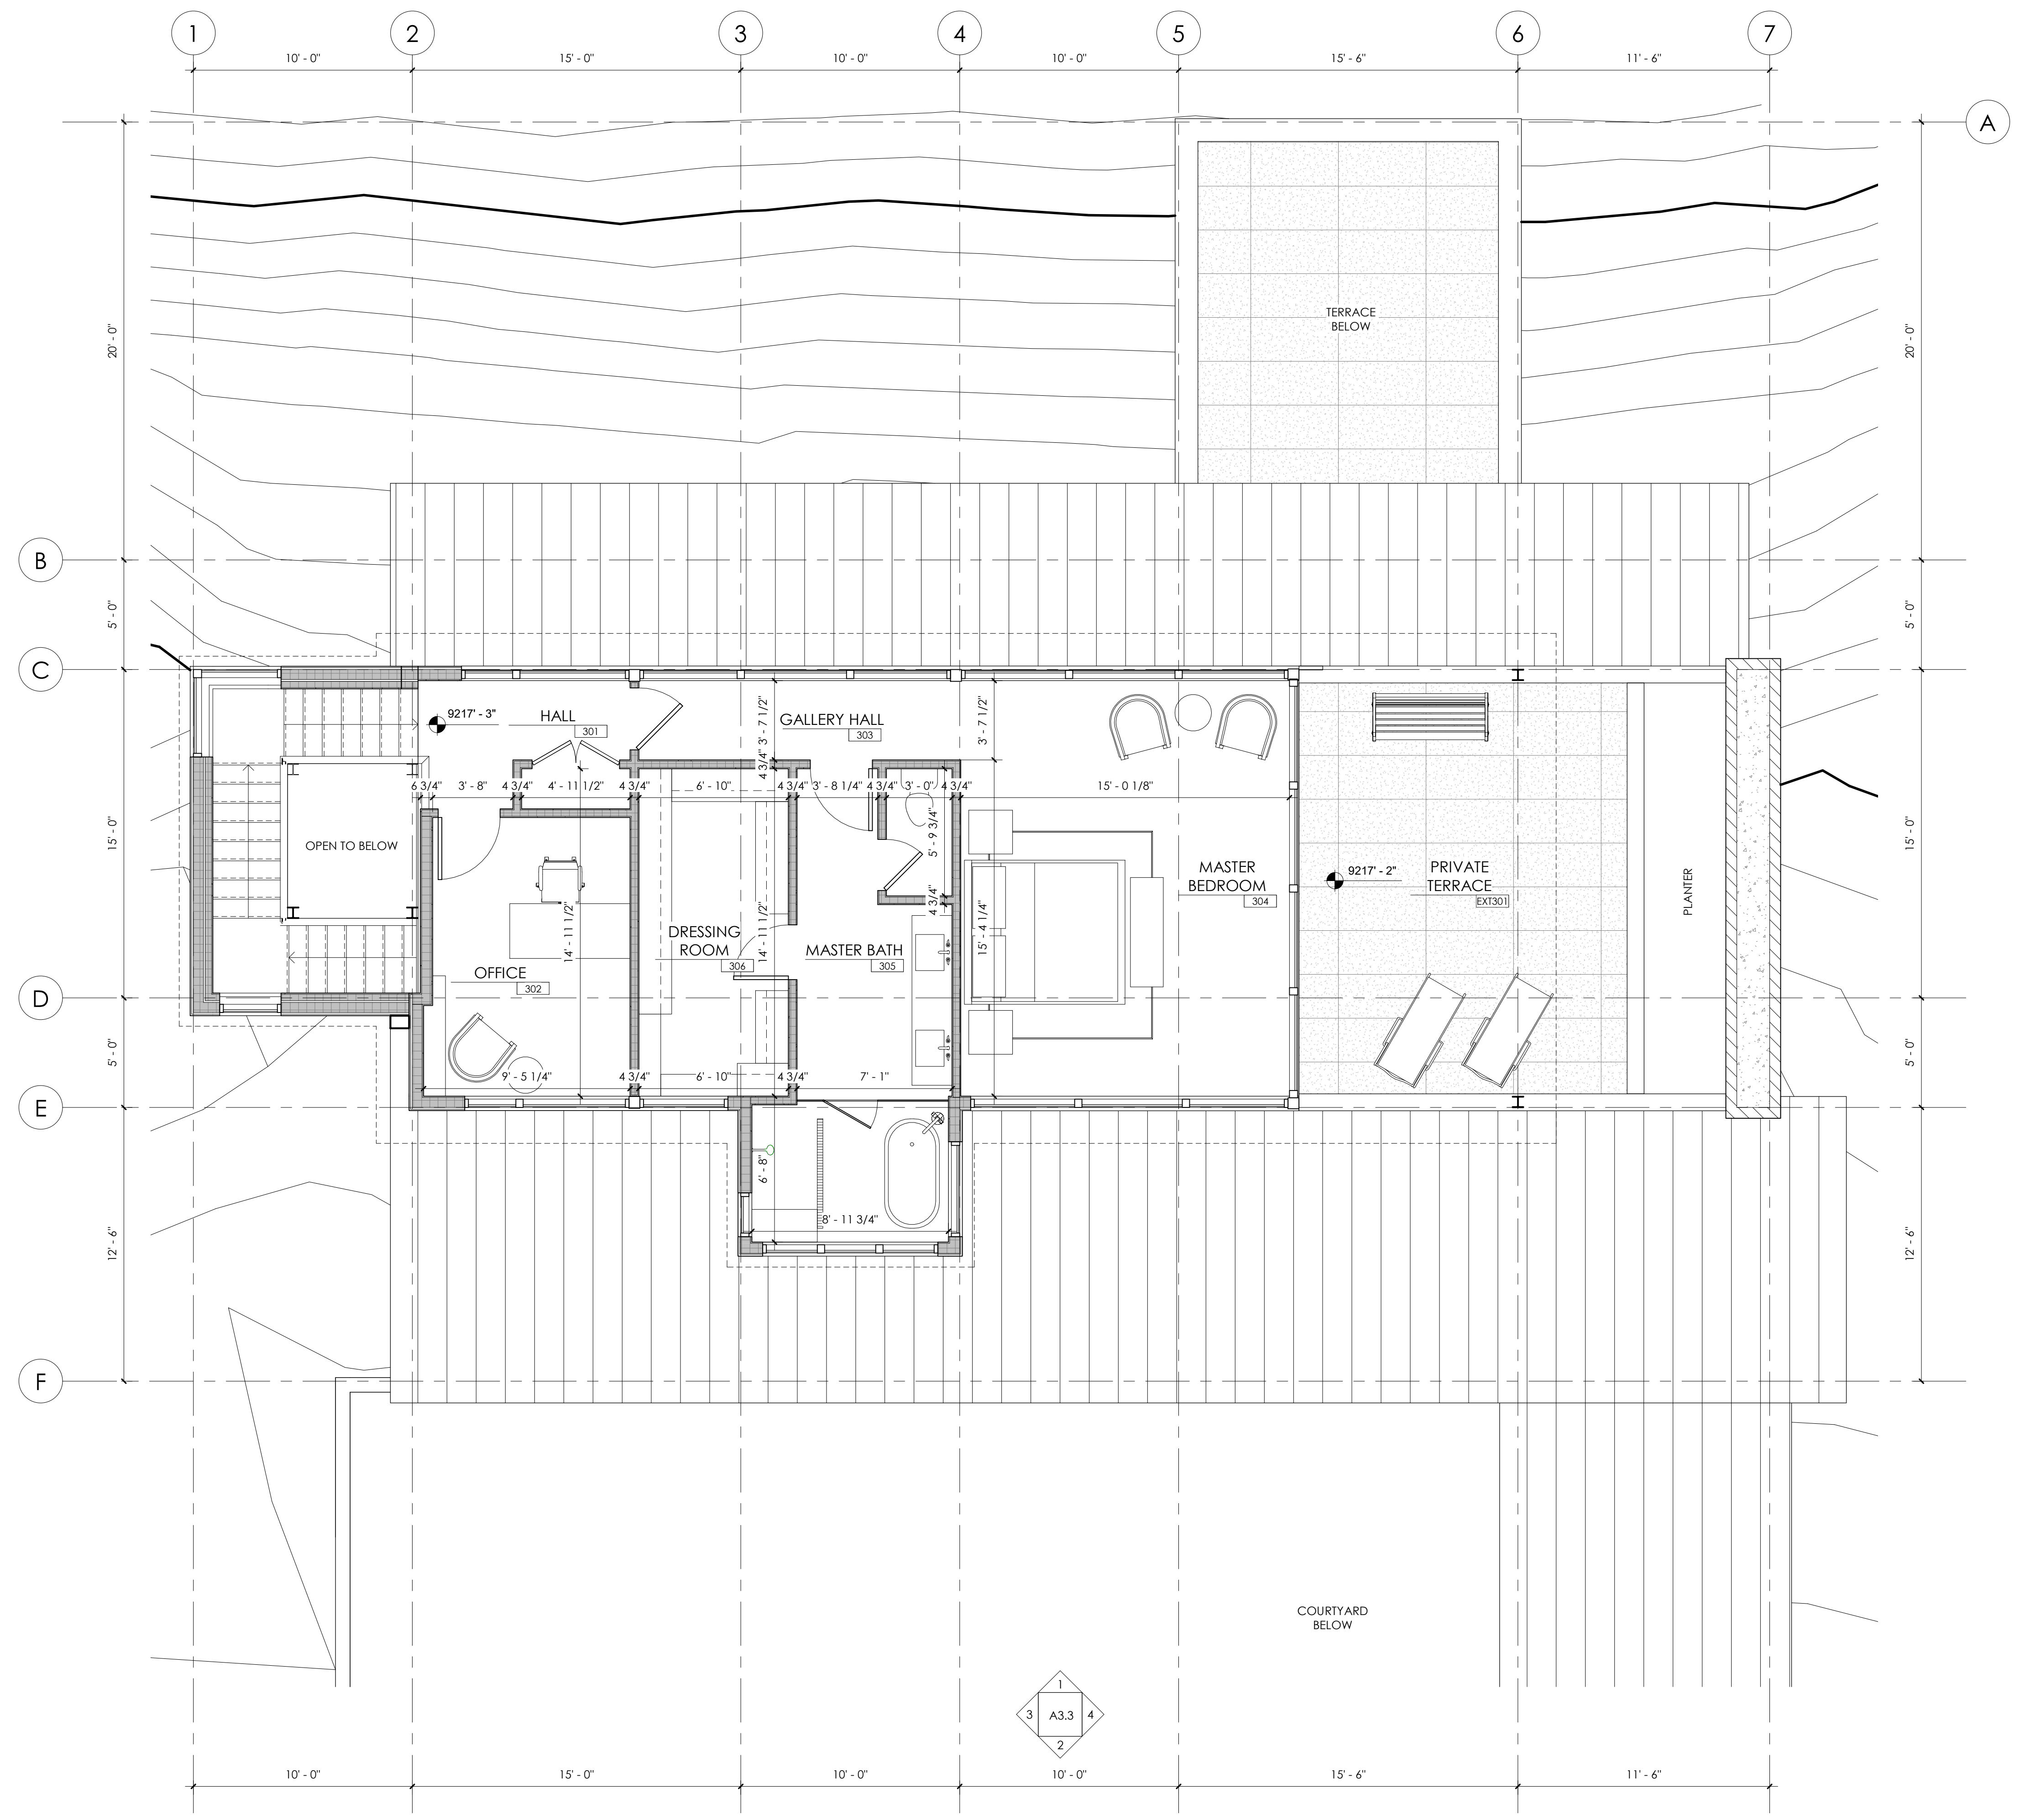 1 2 3 4 5 6 7
10' - 0" 15' - 0" 10' - 0" 10' - 0" 15' - 6" 11' - 6"
A
20' - 0"
20' - 0"
TERRACE
BELOW
B
5' - 0"
5' - 0"
C
9217' - 3"
HALL
301
GALLERY HALL
303
3' - 7 1/2"
4 3/4"
3' - 7 1/2"
6 3/4" 3' - 8" 4 3/4" 4' - 11 1/2" 4 3/4" 6' - 10" 4 3/4" 3' - 8 1/4" 4 3/4" 3' - 0" 4 3/4" 15' - 0 1/8"
15' - 0"
15' - 0"
OPEN TO BELOW
5' - 9 3/4"
4 3/4"
MASTER
BEDROOM
304
9217' - 2"
PRIVATE
TERRACE
EXT301
PLANTER
14' - 11 1/2"
14' - 11 1/2"
15' - 4 1/4"
DRESSING
ROOM
306
MASTER BATH
305
OFFICE
302
D
5' - 0"
5' - 0"
9' - 5 1/4" 4 3/4" 6' - 10" 4 3/4" 7' - 1"
E
6' - 8"
8' - 11 3/4"
12' - 6"
12' - 6"
F
COURTYARD
BELOW
1
3 A3.3 4
2
10' - 0" 15' - 0" 10' - 0" 10' - 0" 15' - 6" 11' - 6"